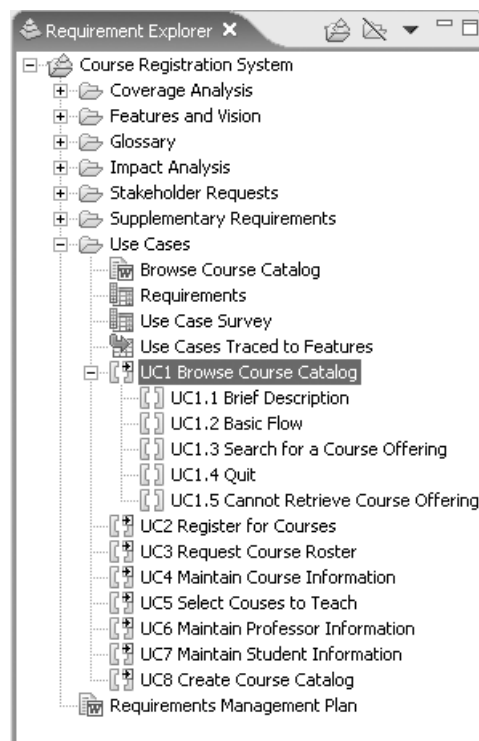 Requirement Explorer
Course Registration System
Coverage Analysis
Features and Vision
Glossary
Impact Analysis
Stakeholder Requests
Supplementary Requirements
Use Cases
Browse Course Catalog
Requirements
Use Case Survey
Use Cases Traced to Features
UC1 Browse Course Catalog
UC1.1 Brief Description
UC1.2 Basic Flow
UC1.3 Search for a Course Offering
UC1.4 Quit
UC1.5 Cannot Retrieve Course Offering
UC2 Register for Courses
UC3 Request Course Roster
UC4 Maintain Course Information
UC5 Select Couses to Teach
UC6 Maintain Professor Information
UC7 Maintain Student Information
UC8 Create Course Catalog
Requirements Management Plan